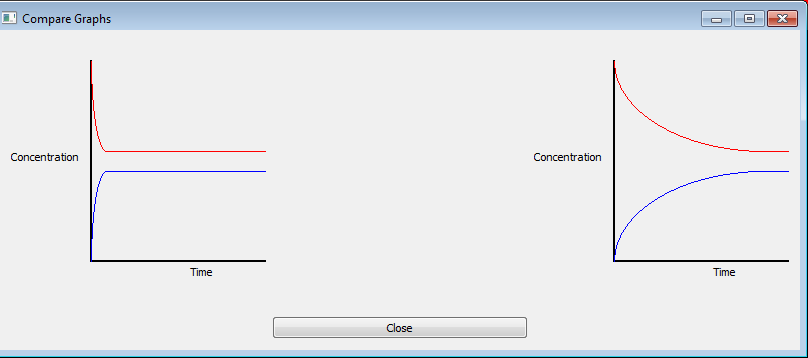 Compare Graphs
Concentration
Time
Concentration
Time
Close